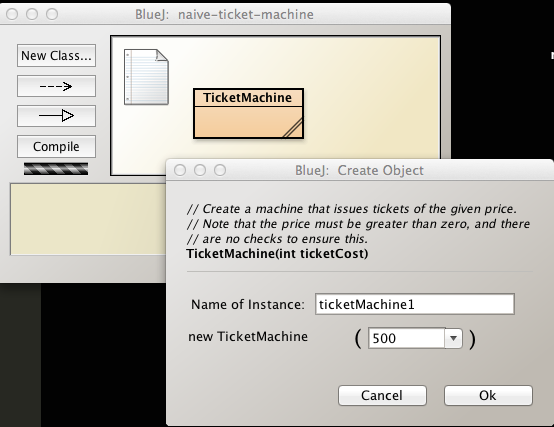 BlueJ: naive-ticket-machine
New Class...
TicketMachine
Compile
BlueJ: Create Object
// Create a machine that issues tickets of the given price.
// Note that the price must be greater than zero, and there
// are no checks to ensure this.
TicketMachine(int ticketCost)
Name of Instance: ticketMachine1
new TicketMachine ( 500 )
Cancel Ok